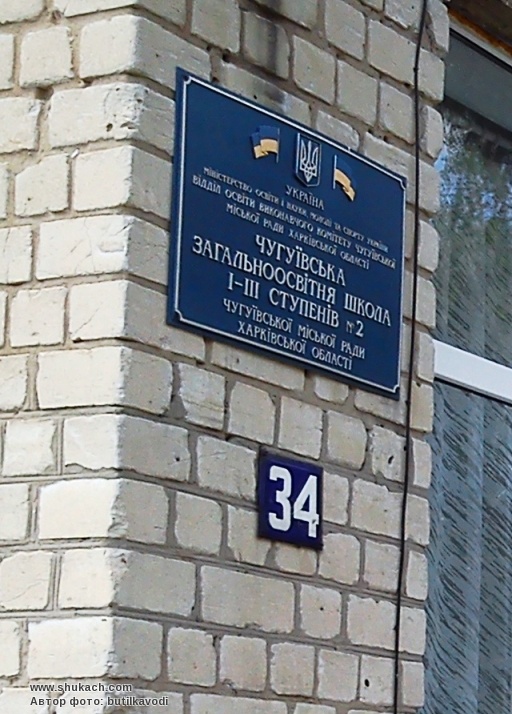 УКРАЇНА
МІНІСТЕРСТВО ОСВІТИ І НАУКИ, МОЛОДІ ТА СПОРТУ УКРАЇНИ
ВІДДІЛ ОСВІТИ ВИКОНАВЧОГО КОМІТЕТУ ЧУГУЇВСЬКОЇ
МІСЬКОЇ РАДИ ХАРКІВСЬКОЇ ОБЛАСТІ
ЧУГУЇВСЬКА
ЗАГАЛЬНООСВІТНЯ ШКОЛА
І-ІІІ СТУПЕНІВ №2
ЧУГУЇВСЬКОЇ МІСЬКОЇ РАДИ
ХАРКІВСЬКОЇ ОБЛАСТІ
34
www.shukach.com
Автор фото: butilkavodi